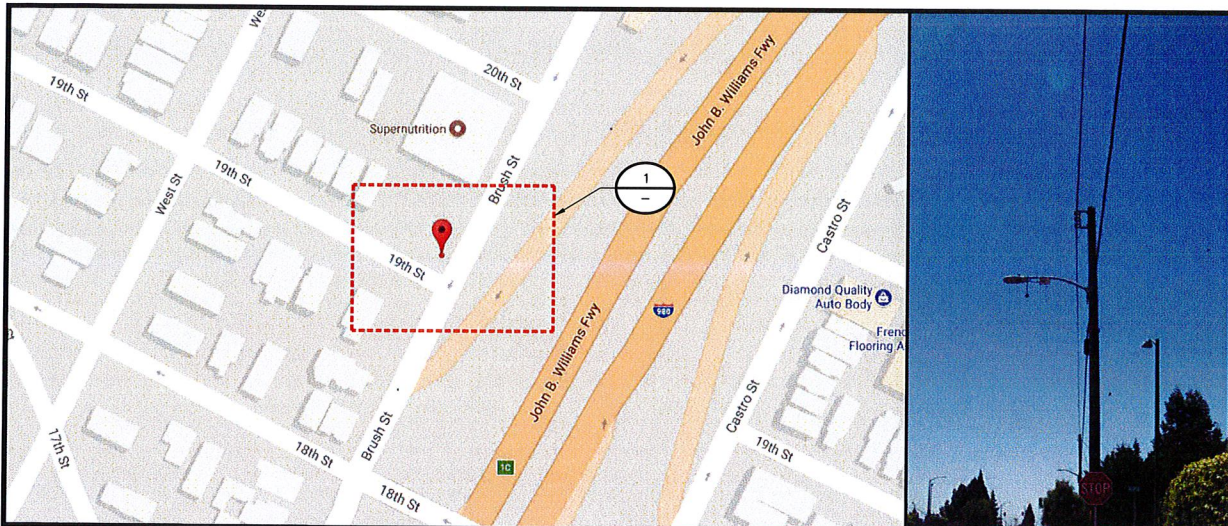 We
19th St
20th St
John B. Williams Fwy
Supernutrition
19th St
West St
Brush St
1
–
19th St
Castro St
Diamond Quality
Auto Body
980
Fren
Flooring A
John B. Williams Fwy
Castro St
19th St
17th St
18th St
Brush St
1C
18th St
STOP